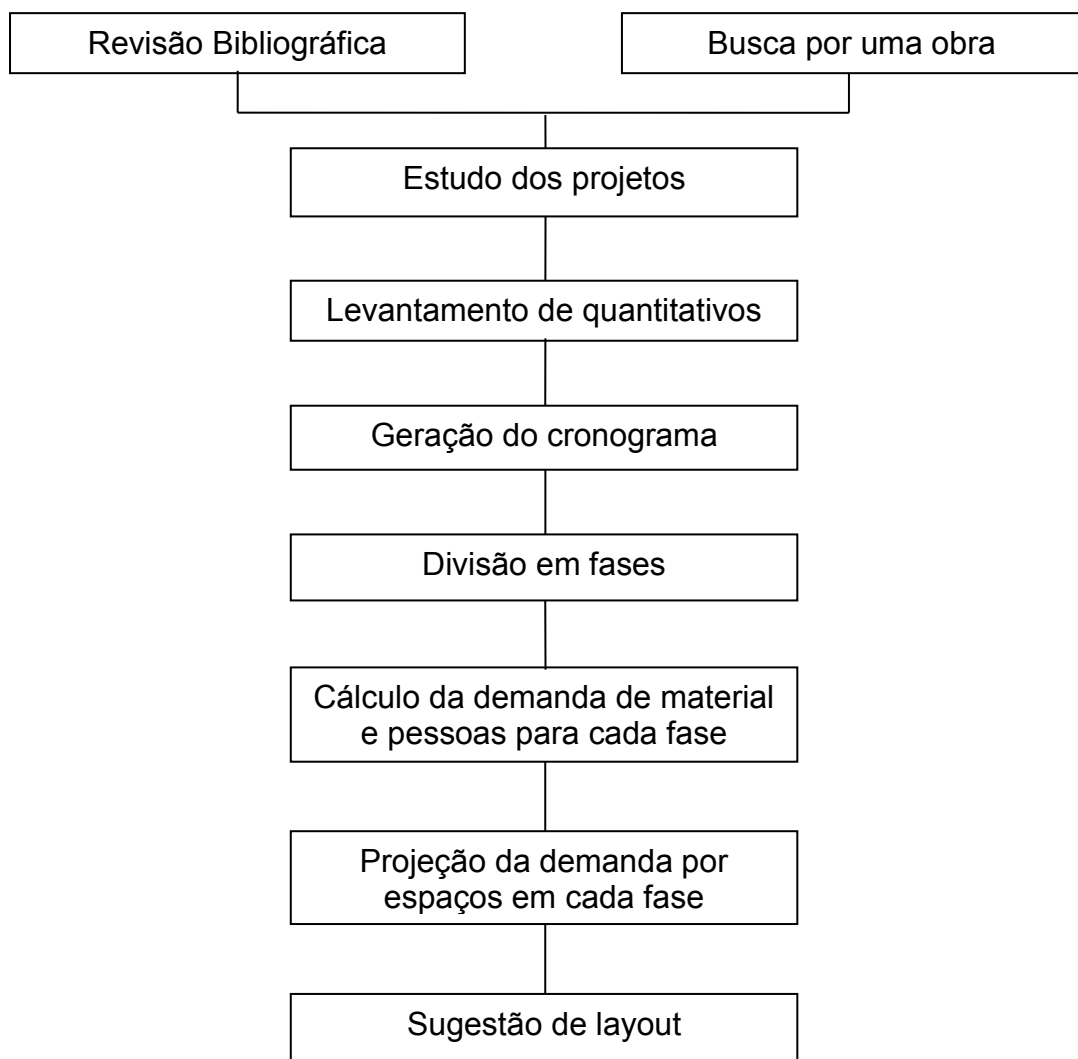 Revisão Bibliográfica
Busca por uma obra
Estudo dos projetos
Levantamento de quantitativos
Geração do cronograma
Divisão em fases
Cálculo da demanda de material
e pessoas para cada fase
Projeção da demanda por
espaços em cada fase
Sugestão de layout